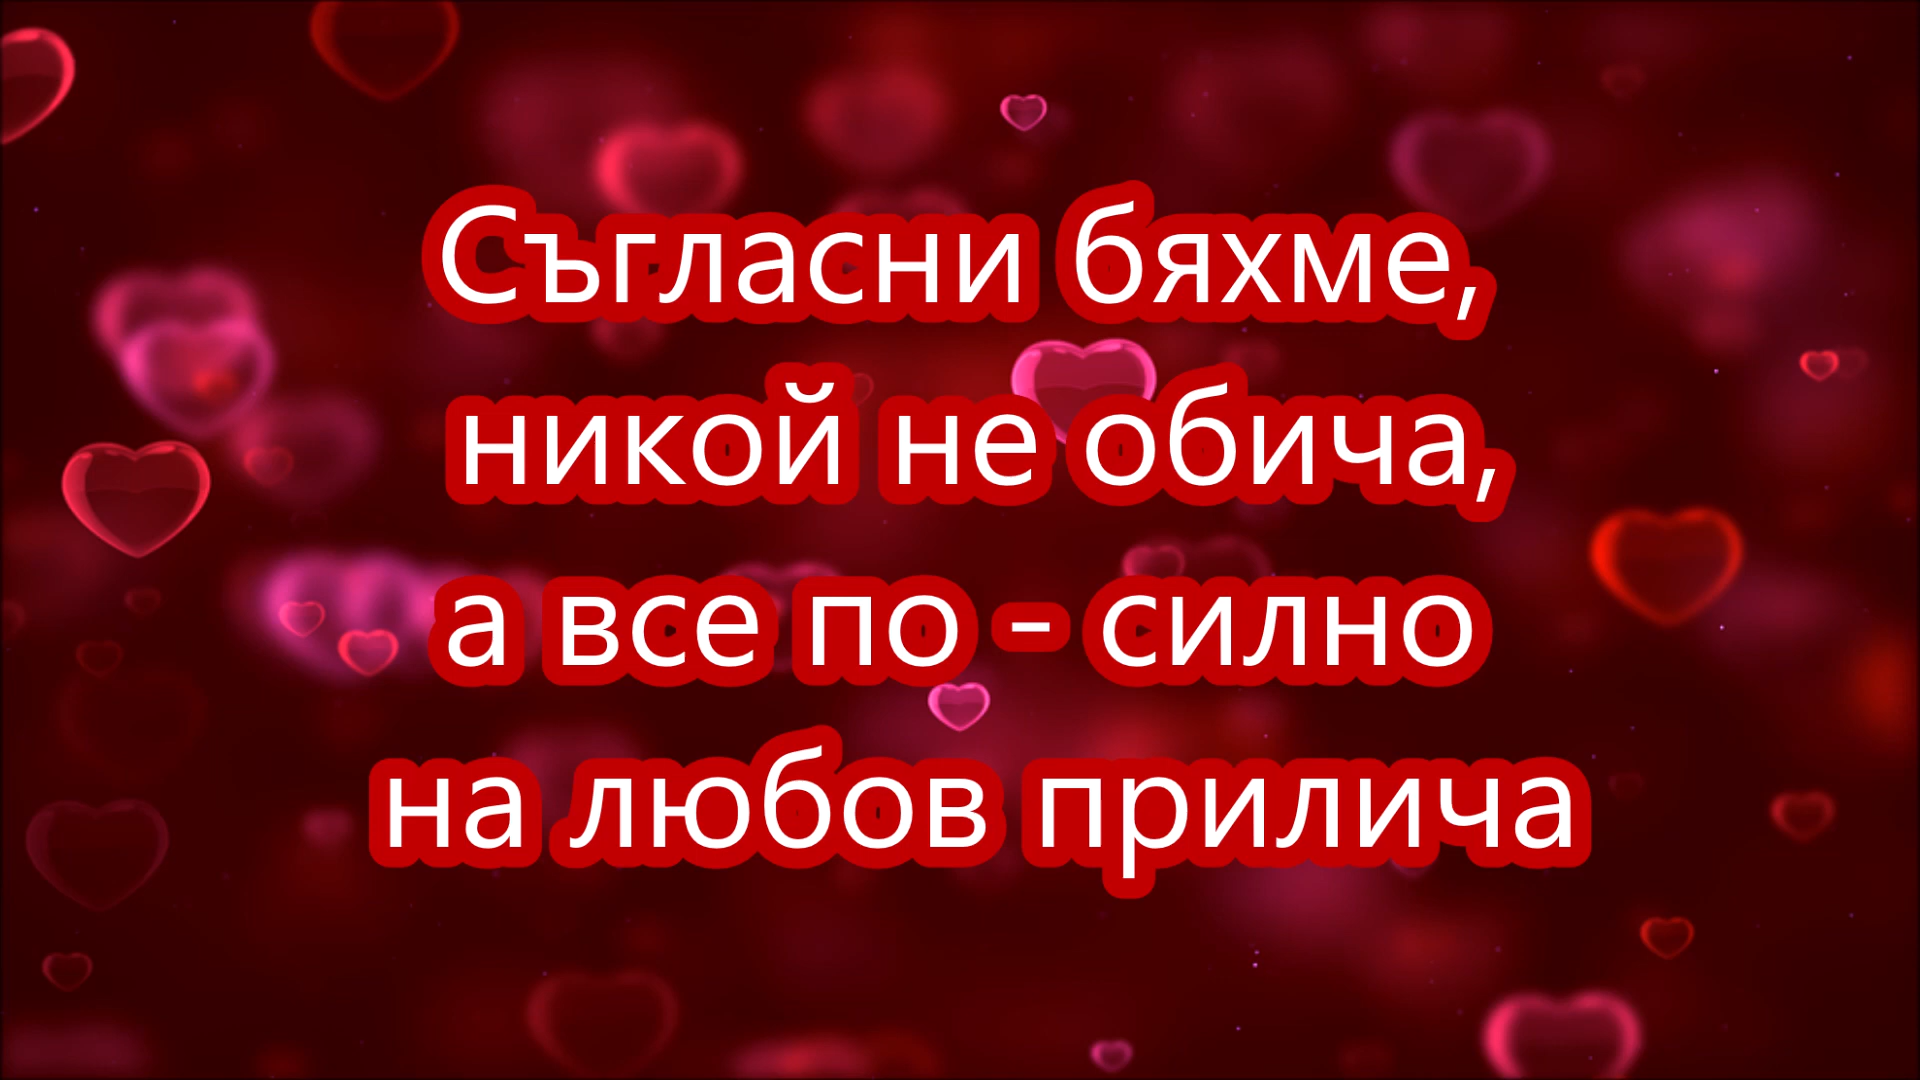 Съгласни бяхме,
никой не обича,
а все по - силно
на любов прилича